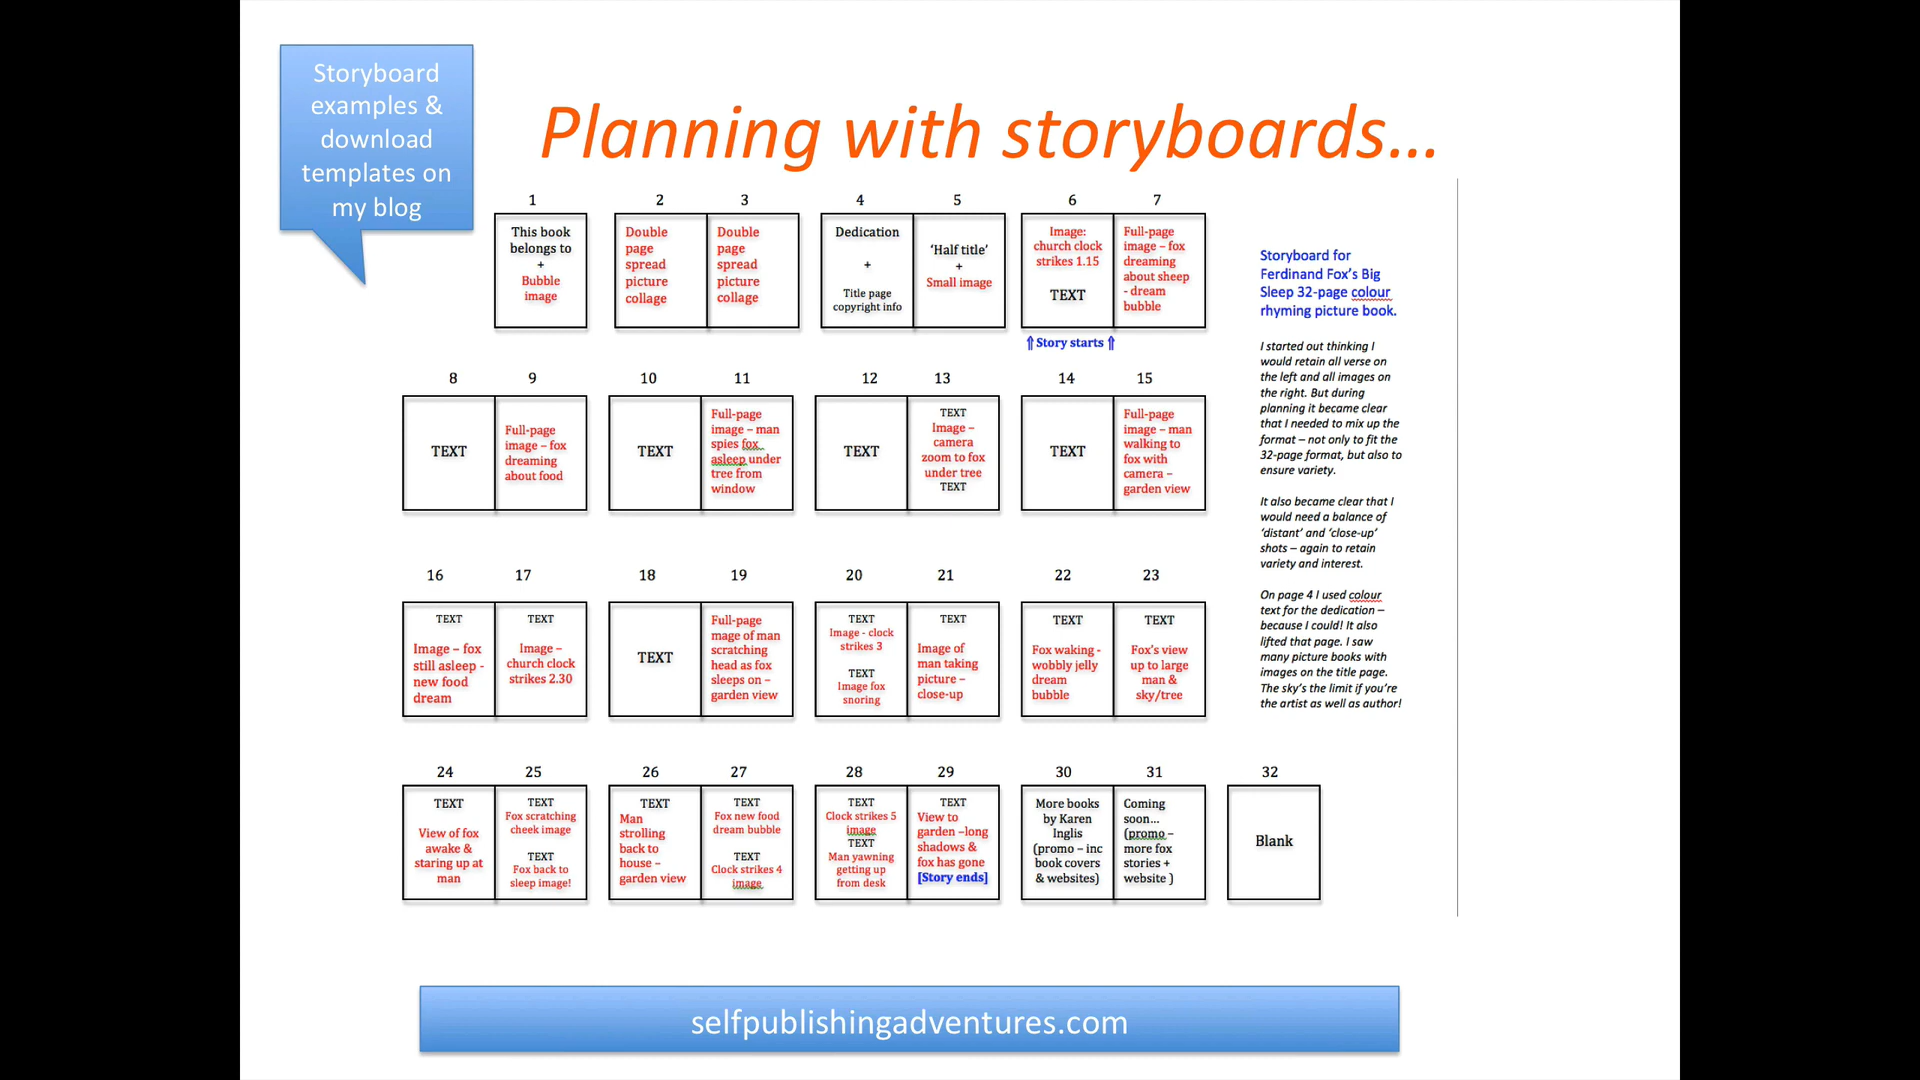 Storyboard
examples &
download
templates on
my blog
Planning with storyboards...
1
This book
belongs to
+
Bubble
image
2
3
Double
page
spread
picture
collage
Double
page
spread
picture
collage
4
5
Dedication
+
Title page
copyright info
‘Half title’
+
Small image
6
7
Image:
church clock
strikes 1.15
TEXT
Full-page
image – fox
dreaming
about sheep
- dream
bubble
⇑ Story starts ⇑
8
9
TEXT
Full-page
image – fox
dreaming
about food
10
11
TEXT
Full-page
image – man
spies fox
asleep under
tree from
window
12
13
TEXT
TEXT
Image –
camera
zoom to fox
under tree
TEXT
14
15
TEXT
Full-page
image – man
walking to
fox with
camera –
garden view
16
17
TEXT
Image – fox
still asleep -
new food
dream
TEXT
Image –
church clock
strikes 2.30
18
19
TEXT
Full-page
mage of man
scratching
head as fox
sleeps on –
garden view
20
21
TEXT
Image - clock
strikes 3
TEXT
Image fox
snoring
TEXT
Image of
man taking
picture –
close-up
22
23
TEXT
Fox waking -
wobbly jelly
dream
bubble
TEXT
Fox’s view
up to large
man &
sky/tree
24
25
TEXT
View of fox
awake &
staring up at
man
TEXT
Fox scratching
cheek image
TEXT
Fox back to
sleep image!
26
27
TEXT
Man
strolling
back to
house –
garden view
TEXT
Fox new food
dream bubble
TEXT
Clock strikes 4
image
28
29
TEXT
Clock strikes 5
image
TEXT
Man yawning
getting up
from desk
TEXT
View to
garden –long
shadows &
fox has gone
[Story ends]
30
31
More books
by Karen
Inglis
(promo – inc
book covers
& websites)
Coming
soon…
(promo –
more fox
stories +
website )
32
Blank
Storyboard for
Ferdinand Fox’s Big
Sleep 32-page colour
rhyming picture book.
I started out thinking I
would retain all verse on
the left and all images on
the right. But during
planning it became clear
that I needed to mix up the
format – not only to fit the
32-page format, but also to
ensure variety.
It also became clear that I
would need a balance of
‘distant’ and ‘close-up’
shots – again to retain
variety and interest.
On page 4 I used colour
text for the dedication –
because I could! It also
lifted that page. I saw
many picture books with
images on the title page.
The sky’s the limit if you’re
the artist as well as author!
selfpublishingadventures.com